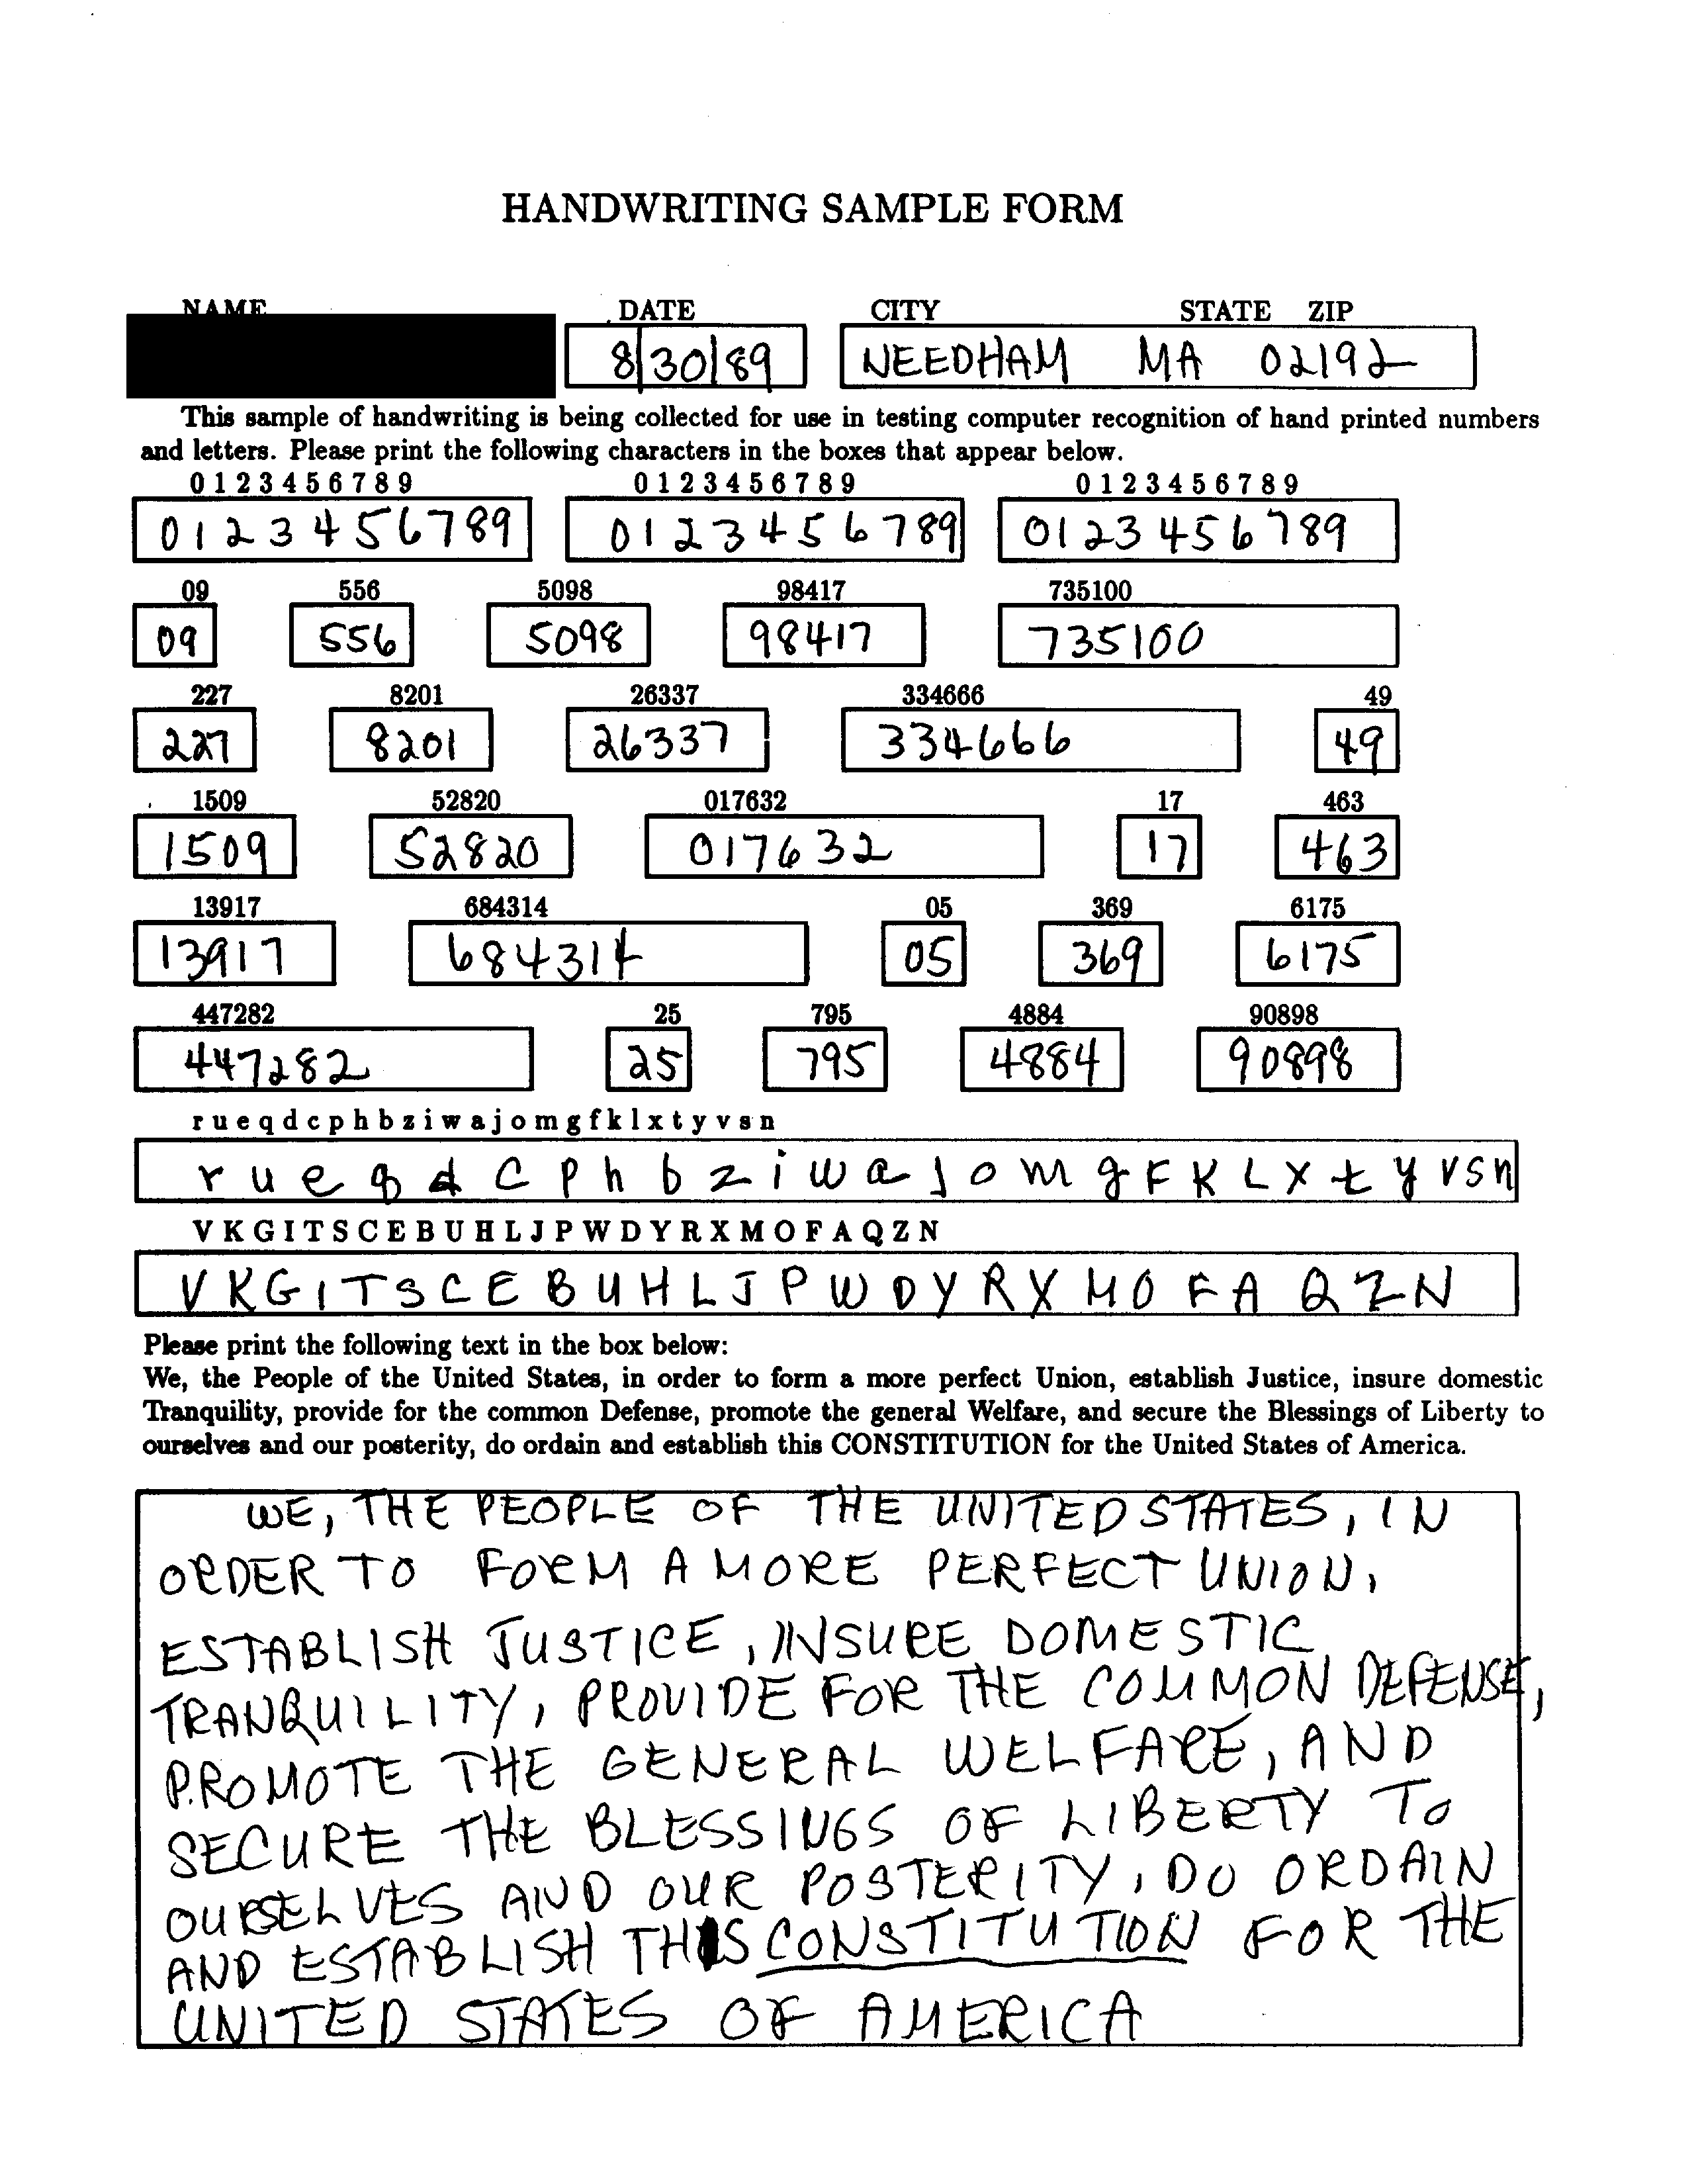 HANDWRITING SAMPLE FORM
NAME DATE CITY STATE ZIP
8/30/89 NEEDHAM MA 02192
This sample of handwriting is being collected for use in testing computer recognition of hand printed numbers
and letters. Please print the following characters in the boxes that appear below.
0 1 2 3 4 5 6 7 8 9 0 1 2 3 4 5 6 7 8 9 0 1 2 3 4 5 6 7 8 9
0123456789 0123456789 0123456789
09 556 5098 98417 735100
09 556 5098 98417 735100
227 8201 26337 334666 49
227 8201 26337 334666 49
1509 52820 017632 17 463
1509 52820 017632 17 463
13917 684314 05 369 6175
13917 684314 05 369 6175
447282 25 795 4884 90898
447282 25 795 4884 90898
r u e q d c p h b z i w a j o m g f k l x t y v s n
r u e q d c p h b z i w a j o m g F K L x t y v s n
V K G I T S C E B U H L J P W D Y R X M O F A Q Z N
V K G I T S C E B U H L J P W D Y R X M O F A Q Z N
Please print the following text in the box below:
We, the People of the United States, in order to form a more perfect Union, establish Justice, insure domestic
Tranquility, provide for the common Defense, promote the general Welfare, and secure the Blessings of Liberty to
ourselves and our posterity, do ordain and establish this CONSTITUTION for the United States of America.
WE, THE PEOPLE OF THE UNITED STATES, IN
ORDER TO FORM A MORE PERFECT UNION,
ESTABLISH JUSTICE, INSURE DOMESTIC
TRANQUILITY, PROVIDE FOR THE COMMON DEFENSE,
PROMOTE THE GENERAL WELFARE, AND
SECURE THE BLESSINGS OF LIBERTY TO
OURSELVES AND OUR POSTERITY, DO ORDAIN
AND ESTABLISH THIS CONSTITUTION FOR THE
UNITED STATES OF AMERICA